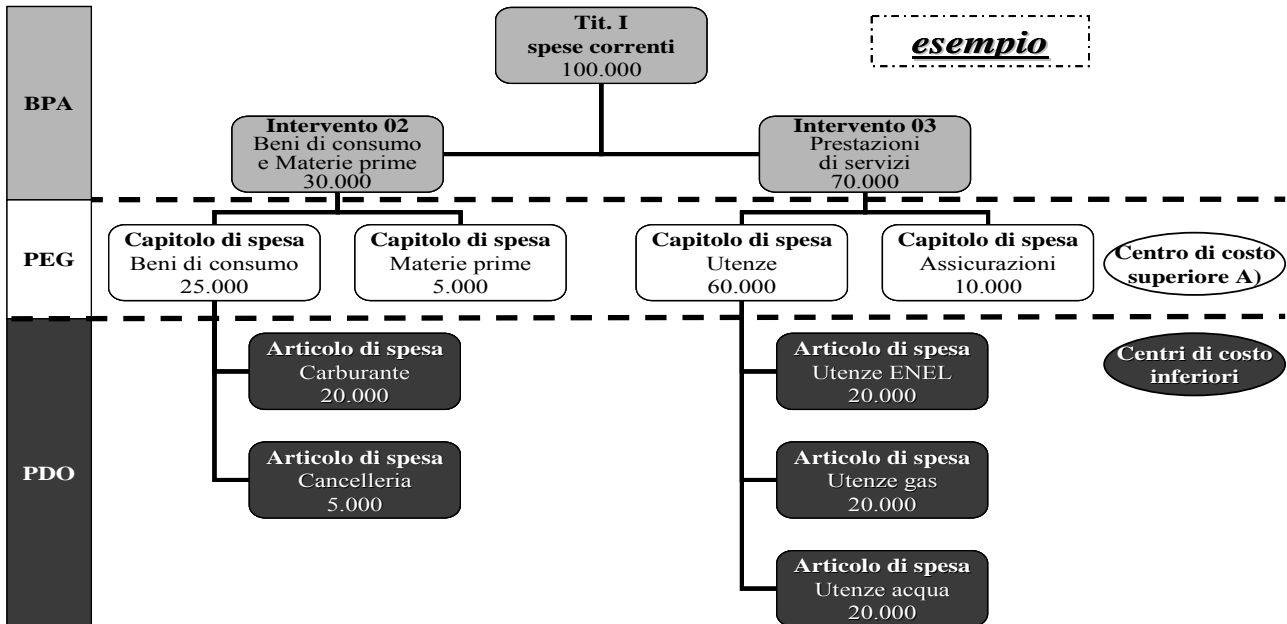 Tit. I
spese correnti
100.000
esempio
BPA
Intervento 02
Beni di consumo
e Materie prime
30.000
Intervento 03
Prestazioni
di servizi
70.000
PEG
Capitolo di spesa
Beni di consumo
25.000
Capitolo di spesa
Materie prime
5.000
Capitolo di spesa
Utenze
60.000
Capitolo di spesa
Assicurazioni
10.000
Centro di costo
superiore A)
PDO
Articolo di spesa
Carburante
20.000
Articolo di spesa
Utenze ENEL
20.000
Centri di costo
inferiori
Articolo di spesa
Cancelleria
5.000
Articolo di spesa
Utenze gas
20.000
Articolo di spesa
Utenze acqua
20.000